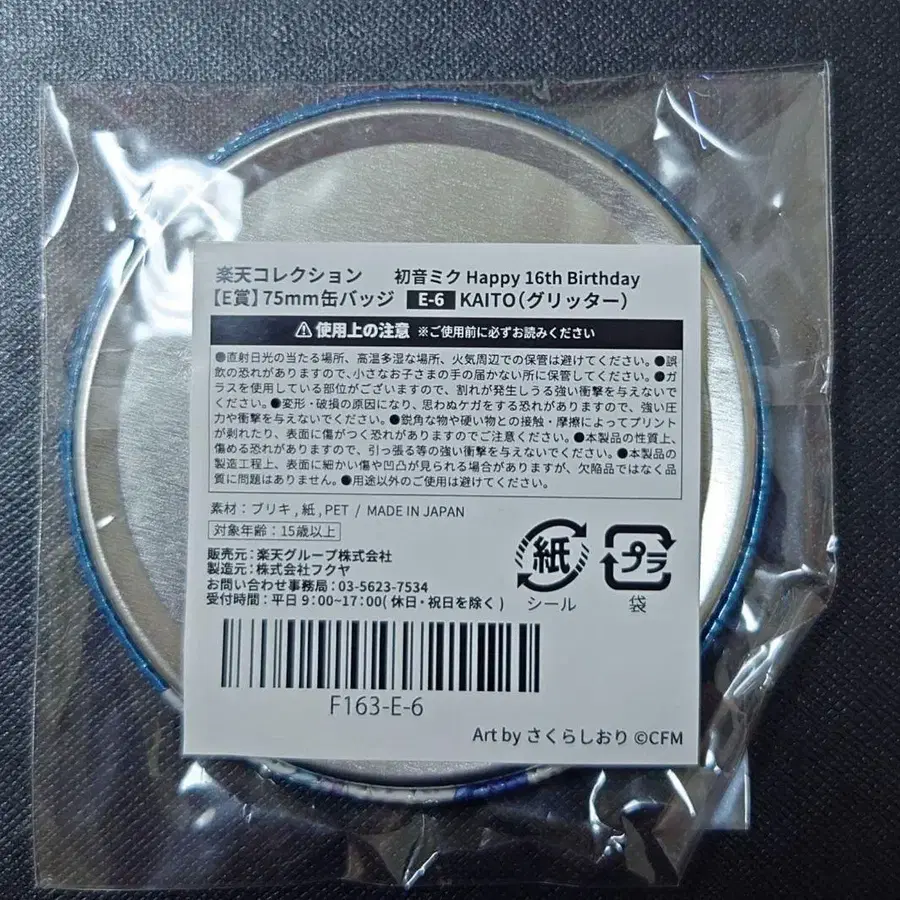 楽天コレクション 初音ミク Happy 16th Birthday
【E賞】75mm缶バッジ E-6 KAITO(グリッター)
⚠使用上の注意 ※ご使用前に必ずお読みください
●直射日光の当たる場所、高温多湿な場所、火気周辺での保管は避けてください。●誤
飲の恐れがありますので、小さなお子さまの手の届かない所に保管してください。●ガ
ラスを使用している部位がございますので、割れが発生しうる強い衝撃を与えないで
ください。●変形・破損の原因になり、思わぬケガをする恐れがありますので、強い圧
力や衝撃を与えないでください。●鋭角な物や硬い物との接触・摩擦によってプリント
が剥れたり、表面に傷がつく恐れがありますのでご注意ください。●本製品の性質上、
傷める恐れがありますので、引っ張る等の強い衝撃を与えないでください。●本製品の
製造工程上、表面に細かい傷や凹凸が見られる場合がありますが、欠陥品ではなく品
質に問題はありません。●用途以外のご使用は避けてください。
素材：ブリキ,紙,PET / MADE IN JAPAN
対象年齢：15歳以上
販売元：楽天グループ株式会社
製造元：株式会社フクヤ
お問い合わせ事務局：03-5623-7534
受付時間：平日 9:00~17:00(休日・祝日を除く)
紙
シール
プラ
袋
F163-E-6
Art by さくらしおり ©CFM